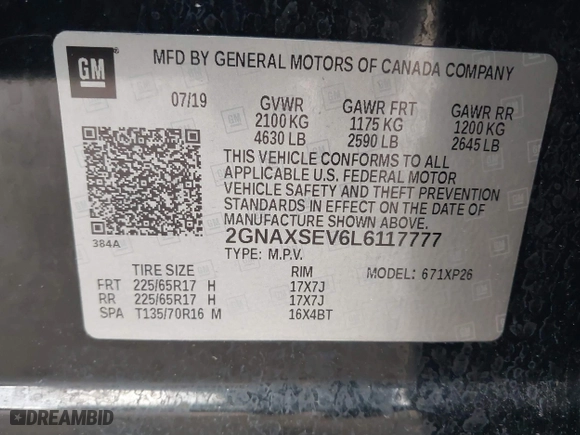 GM
MFD BY GENERAL MOTORS OF CANADA COMPANY
07/19 GVWR GAWR FRT GAWR RR
2100 KG 1175 KG 1200 KG
4630 LB 2590 LB 2645 LB
THIS VEHICLE CONFORMS TO ALL
APPLICABLE U.S. FEDERAL MOTOR
VEHICLE SAFETY AND THEFT PREVENTION
STANDARDS IN EFFECT ON THE DATE OF
MANUFACTURE SHOWN ABOVE.
384A 2GNAXSEV6L6117777
TYPE: M.P.V.
TIRE SIZE RIM MODEL: 671XP26
FRT 225/65R17 H 17X7J
RR 225/65R17 H 17X7J
SPA T135/70R16 M 16X4BT
DREAMBID